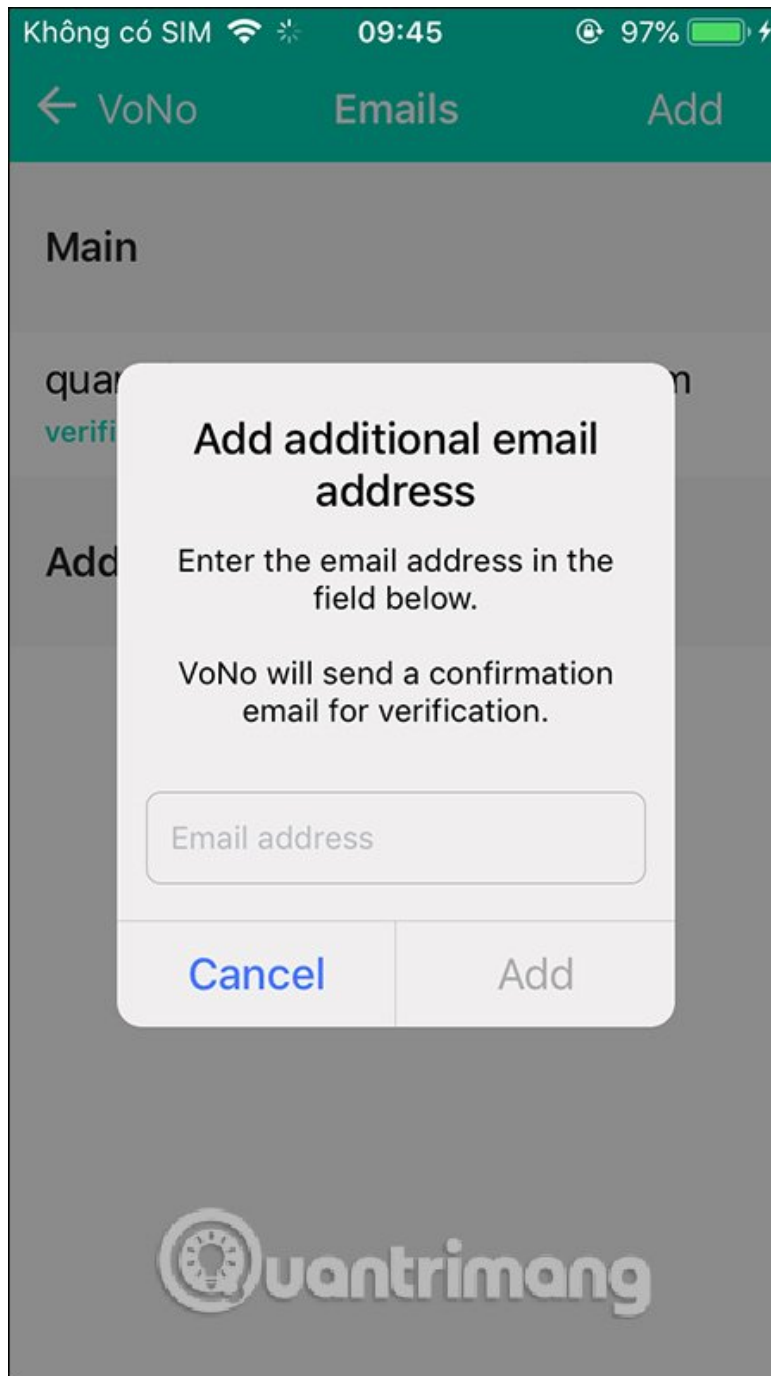 Không có SIM 09:45 97%
VoNo Emails Add
Main
Add additional email
address
Enter the email address in the
field below.
VoNo will send a confirmation
email for verification.
Email address
Cancel Add
Quantrimang